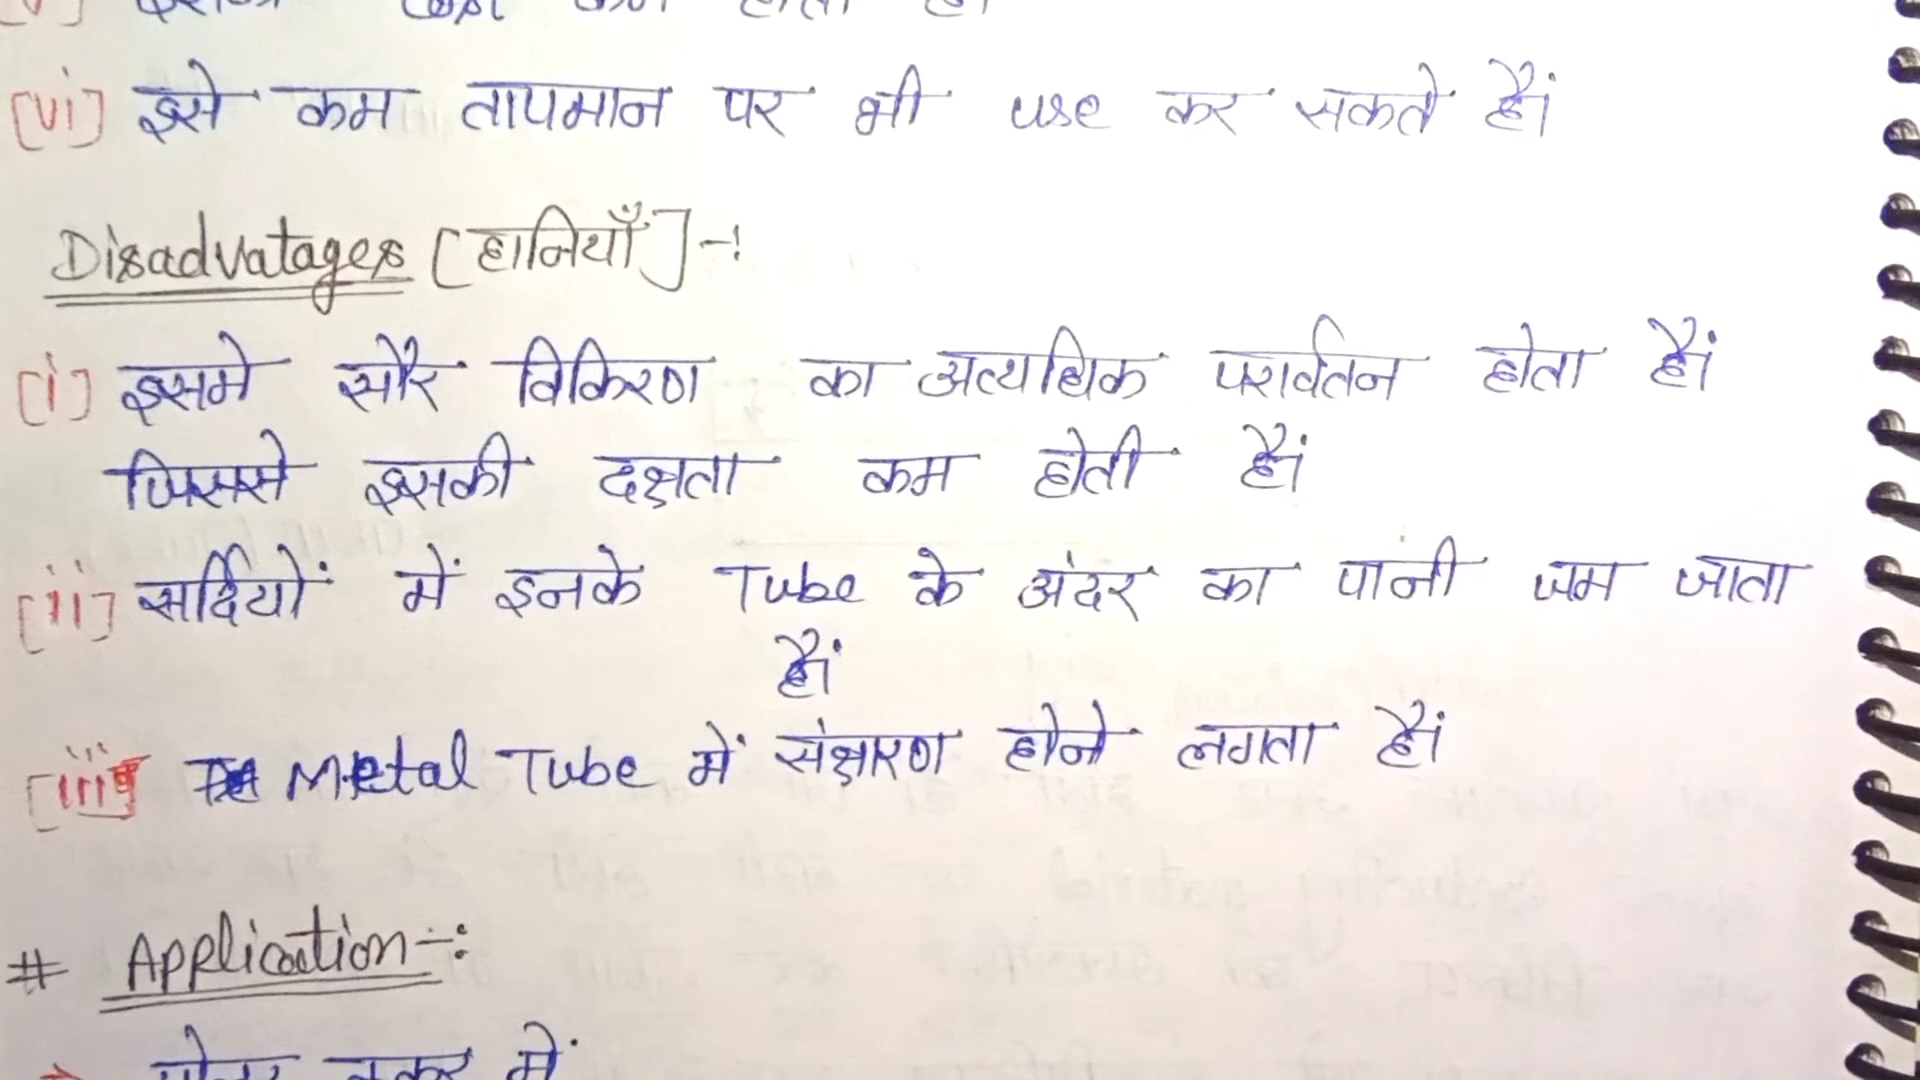 [vi] इसे कम तापमान पर भी use कर सकते हैं।
Disadvatages [हानियाँ] -:
[i] इसमे सौर विकिरण का अत्यधिक परावर्तन होता हैं।
जिससे इसकी दक्षता कम होती हैं।
[ii] सर्दियों में इनके Tube के अंदर का पानी जम जाता
हैं।
[iii] Metal Tube में संक्षारण होने लगता हैं।
# Application -:
कुकर में